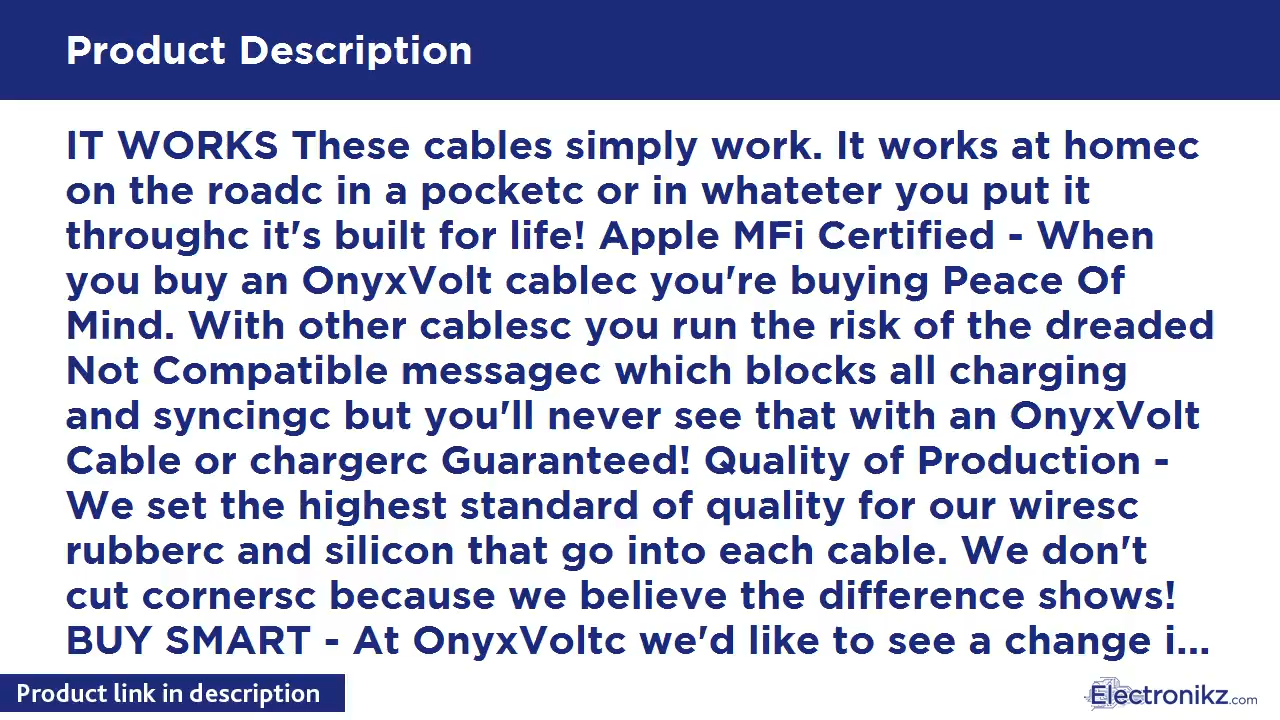 Product Description
IT WORKS These cables simply work. It works at homec
on the roadc in a pocketc or in whateter you put it
throughc it's built for life! Apple MFi Certified - When
you buy an OnyxVolt cablec you're buying Peace Of
Mind. With other cablesc you run the risk of the dreaded
Not Compatible messagec which blocks all charging
and syncingc but you'll never see that with an OnyxVolt
Cable or chargerc Guaranteed! Quality of Production -
We set the highest standard of quality for our wiresc
rubberc and silicon that go into each cable. We don't
cut cornersc because we believe the difference shows!
BUY SMART - At OnyxVoltc we'd like to see a change i...
Product link in description
Electronikz.com